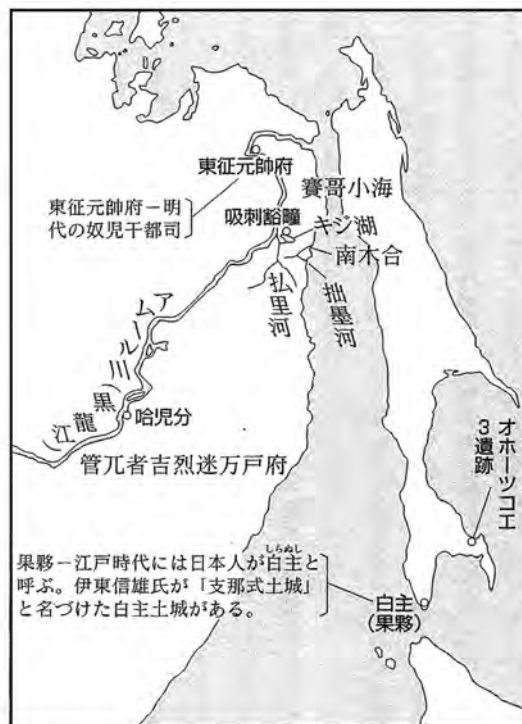 東征元帥府
賽哥小海
東征元帥府－明
代の奴児干都司
吸刺豁疃
キジ湖
南木合
払里河
拙墨河
アムール川
(黒龍江)
哈児分
管兀者吉烈迷万戸府
オホーツコエ
3遺跡
果夥－江戸時代には日本人が白主と
しらぬし
呼ぶ。伊東信雄氏が「支那式土城」
と名づけた白主土城がある。
白主
(果夥)